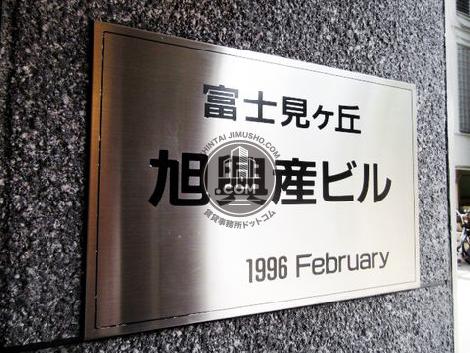 富士見ヶ丘
旭興産ビル
1996 February
CHINTAI JIMUSHO.COM
.COM
賃貸事務所ドットコム